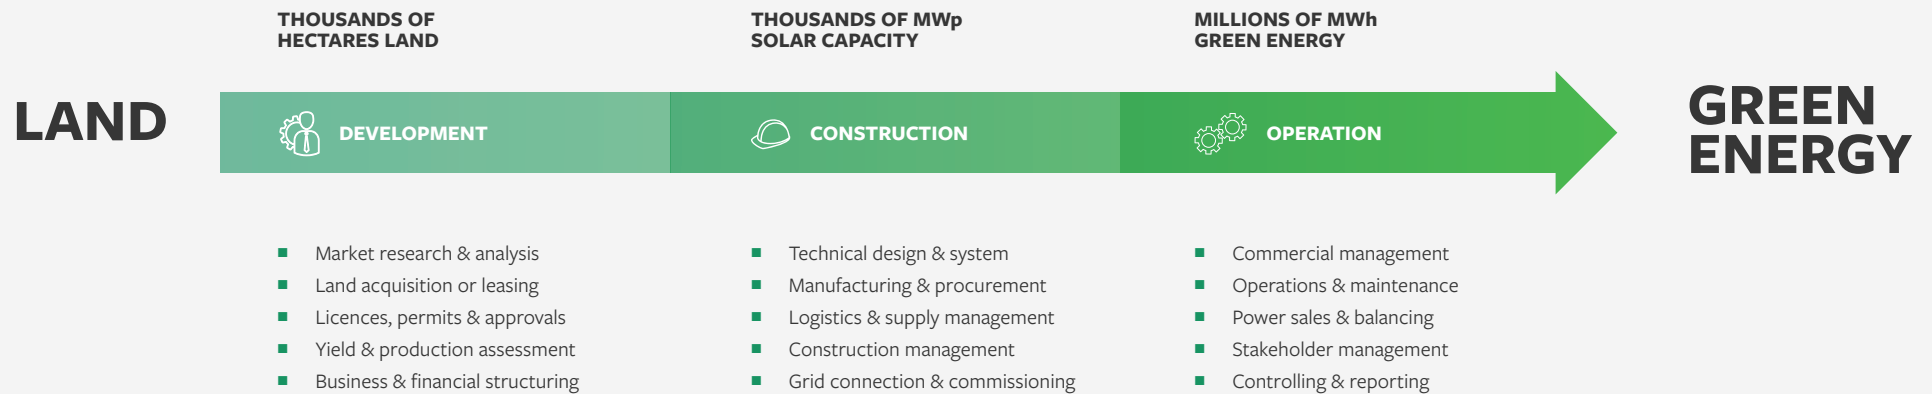 THOUSANDS OF
HECTARES LAND
THOUSANDS OF MWp
SOLAR CAPACITY
MILLIONS OF MWh
GREEN ENERGY
LAND
DEVELOPMENT
CONSTRUCTION
OPERATION
GREEN
ENERGY
Market research & analysis
Land acquisition or leasing
Licences, permits & approvals
Yield & production assessment
Business & financial structuring
Technical design & system
Manufacturing & procurement
Logistics & supply management
Construction management
Grid connection & commissioning
Commercial management
Operations & maintenance
Power sales & balancing
Stakeholder management
Controlling & reporting